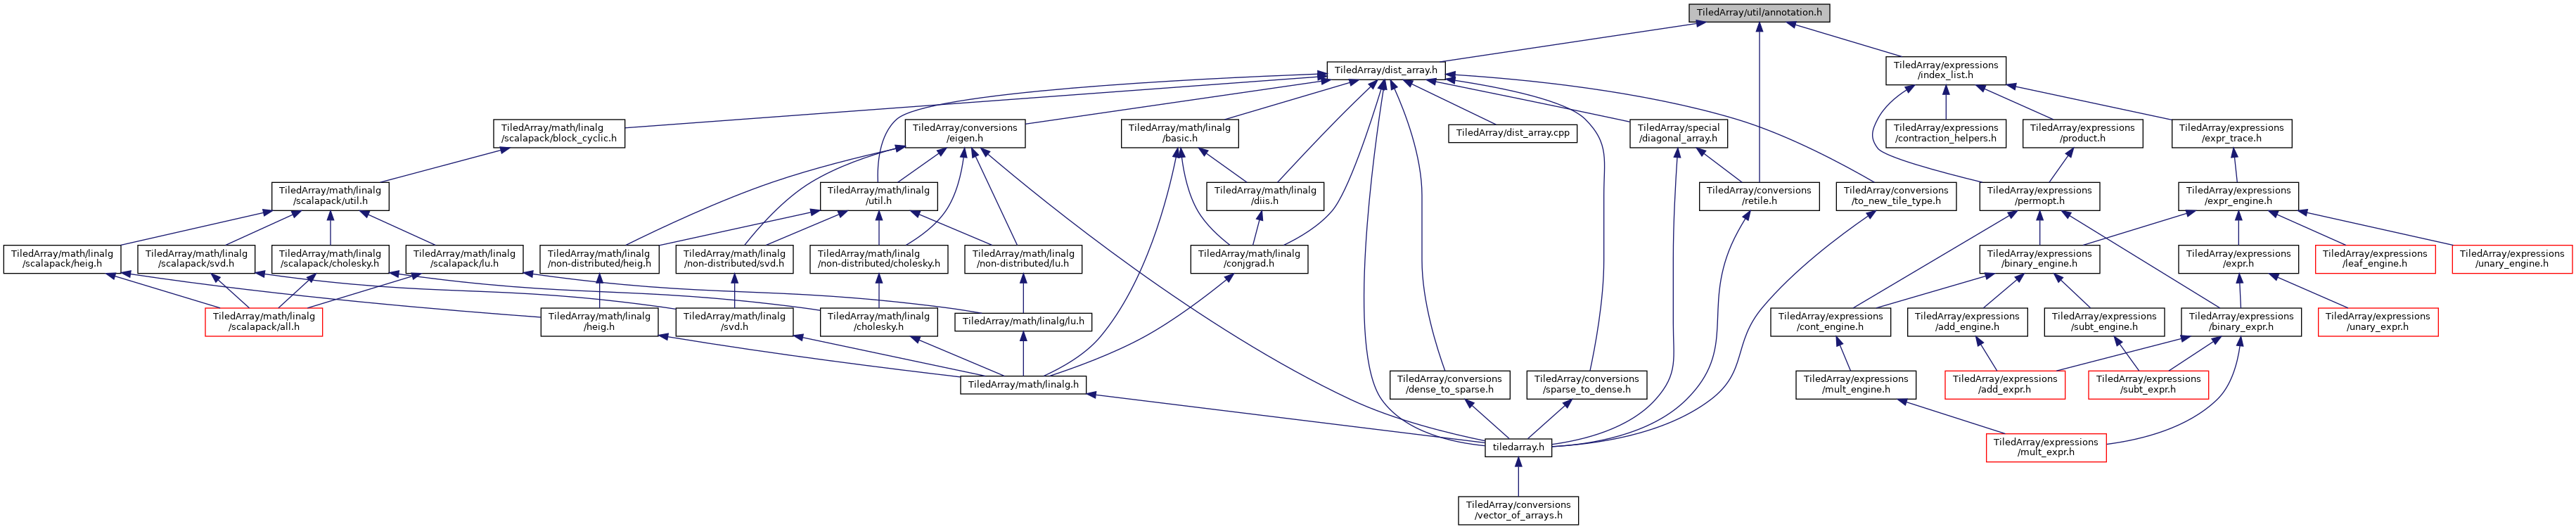 TiledArray/util/annotation.h
TiledArray/dist_array.h
TiledArray/expressions
/index_list.h
TiledArray/math/linalg
/scalapack/block_cyclic.h
TiledArray/conversions
/eigen.h
TiledArray/math/linalg
/basic.h
TiledArray/dist_array.cpp
TiledArray/special
/diagonal_array.h
TiledArray/expressions
/contraction_helpers.h
TiledArray/expressions
/product.h
TiledArray/expressions
/expr_trace.h
TiledArray/math/linalg
/scalapack/util.h
TiledArray/math/linalg
/util.h
TiledArray/math/linalg
/diis.h
TiledArray/conversions
/retile.h
TiledArray/conversions
/to_new_tile_type.h
TiledArray/expressions
/permopt.h
TiledArray/expressions
/expr_engine.h
TiledArray/math/linalg
/scalapack/heig.h
TiledArray/math/linalg
/scalapack/svd.h
TiledArray/math/linalg
/scalapack/cholesky.h
TiledArray/math/linalg
/scalapack/lu.h
TiledArray/math/linalg
/non-distributed/heig.h
TiledArray/math/linalg
/non-distributed/svd.h
TiledArray/math/linalg
/non-distributed/cholesky.h
TiledArray/math/linalg
/non-distributed/lu.h
TiledArray/math/linalg
/conjgrad.h
TiledArray/expressions
/binary_engine.h
TiledArray/expressions
/expr.h
TiledArray/expressions
/leaf_engine.h
TiledArray/expressions
/unary_engine.h
TiledArray/math/linalg
/scalapack/all.h
TiledArray/math/linalg
/heig.h
TiledArray/math/linalg
/svd.h
TiledArray/math/linalg
/cholesky.h
TiledArray/math/linalg/lu.h
TiledArray/expressions
/cont_engine.h
TiledArray/expressions
/add_engine.h
TiledArray/expressions
/subt_engine.h
TiledArray/expressions
/binary_expr.h
TiledArray/expressions
/unary_expr.h
TiledArray/math/linalg.h
TiledArray/conversions
/dense_to_sparse.h
TiledArray/conversions
/sparse_to_dense.h
TiledArray/expressions
/mult_engine.h
TiledArray/expressions
/add_expr.h
TiledArray/expressions
/subt_expr.h
tiledarray.h
TiledArray/expressions
/mult_expr.h
TiledArray/conversions
/vector_of_arrays.h